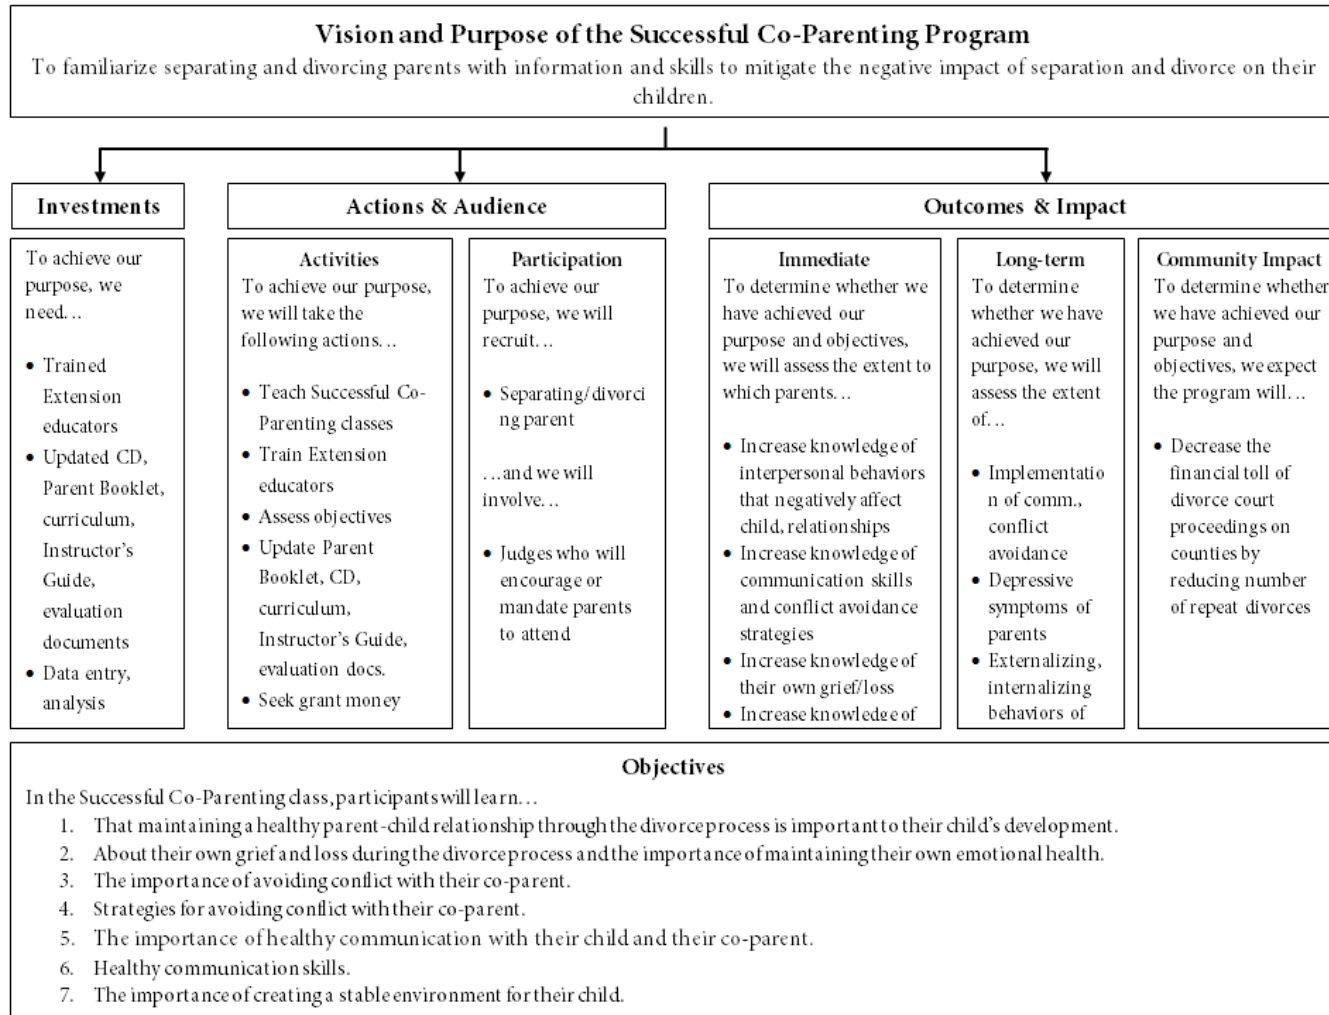 Vision and Purpose of the Successful Co-Parenting Program
To familiarize separating and divorcing parents with information and skills to mitigate the negative impact of separation and divorce on their
children.
Investments
To achieve our
purpose, we
need…
• Trained
Extension
educators
• Updated CD,
Parent Booklet,
curriculum,
Instructor's
Guide,
evaluation
documents
• Data entry,
analysis
Actions & Audience
Activities
To achieve our purpose,
we will take the
following actions…
• Teach Successful Co-
Parenting classes
• Train Extension
educators
• Assess objectives
• Update Parent
Booklet, CD,
curriculum,
Instructor's Guide,
evaluation docs.
• Seek grant money
Participation
To achieve our
purpose, we will
recruit…
• Separating/divorci
ng parent
…and we will
involve…
• Judges who will
encourage or
mandate parents
to attend
Outcomes & Impact
Immediate
To determine whether we
have achieved our
purpose and objectives,
we will assess the extent to
which parents…
• Increase knowledge of
interpersonal behaviors
that negatively affect
child, relationships
• Increase knowledge of
communication skills
and conflict avoidance
strategies
• Increase knowledge of
their own grief/loss
• Increase knowledge of
Long-term
To determine
whether we have
achieved our
purpose, we will
assess the extent
of…
• Implementatio
n of comm.,
conflict
avoidance
• Depressive
symptoms of
parents
• Externalizing,
internalizing
behaviors of
Community Impact
To determine whether
we have achieved our
purpose and
objectives, we expect
the program will…
• Decrease the
financial toll of
divorce court
proceedings on
counties by
reducing number
of repeat divorces
Objectives
In the Successful Co-Parenting class, participants will learn…
1. That maintaining a healthy parent-child relationship through the divorce process is important to their child's development.
2. About their own grief and loss during the divorce process and the importance of maintaining their own emotional health.
3. The importance of avoiding conflict with their co-parent.
4. Strategies for avoiding conflict with their co-parent.
5. The importance of healthy communication with their child and their co-parent.
6. Healthy communication skills.
7. The importance of creating a stable environment for their child.